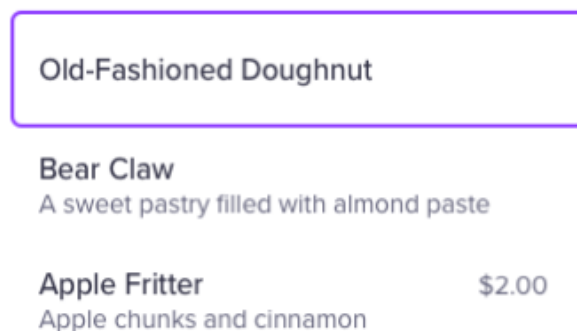 Old-Fashioned Doughnut
Bear Claw
A sweet pastry filled with almond paste
Apple Fritter $2.00
Apple chunks and cinnamon